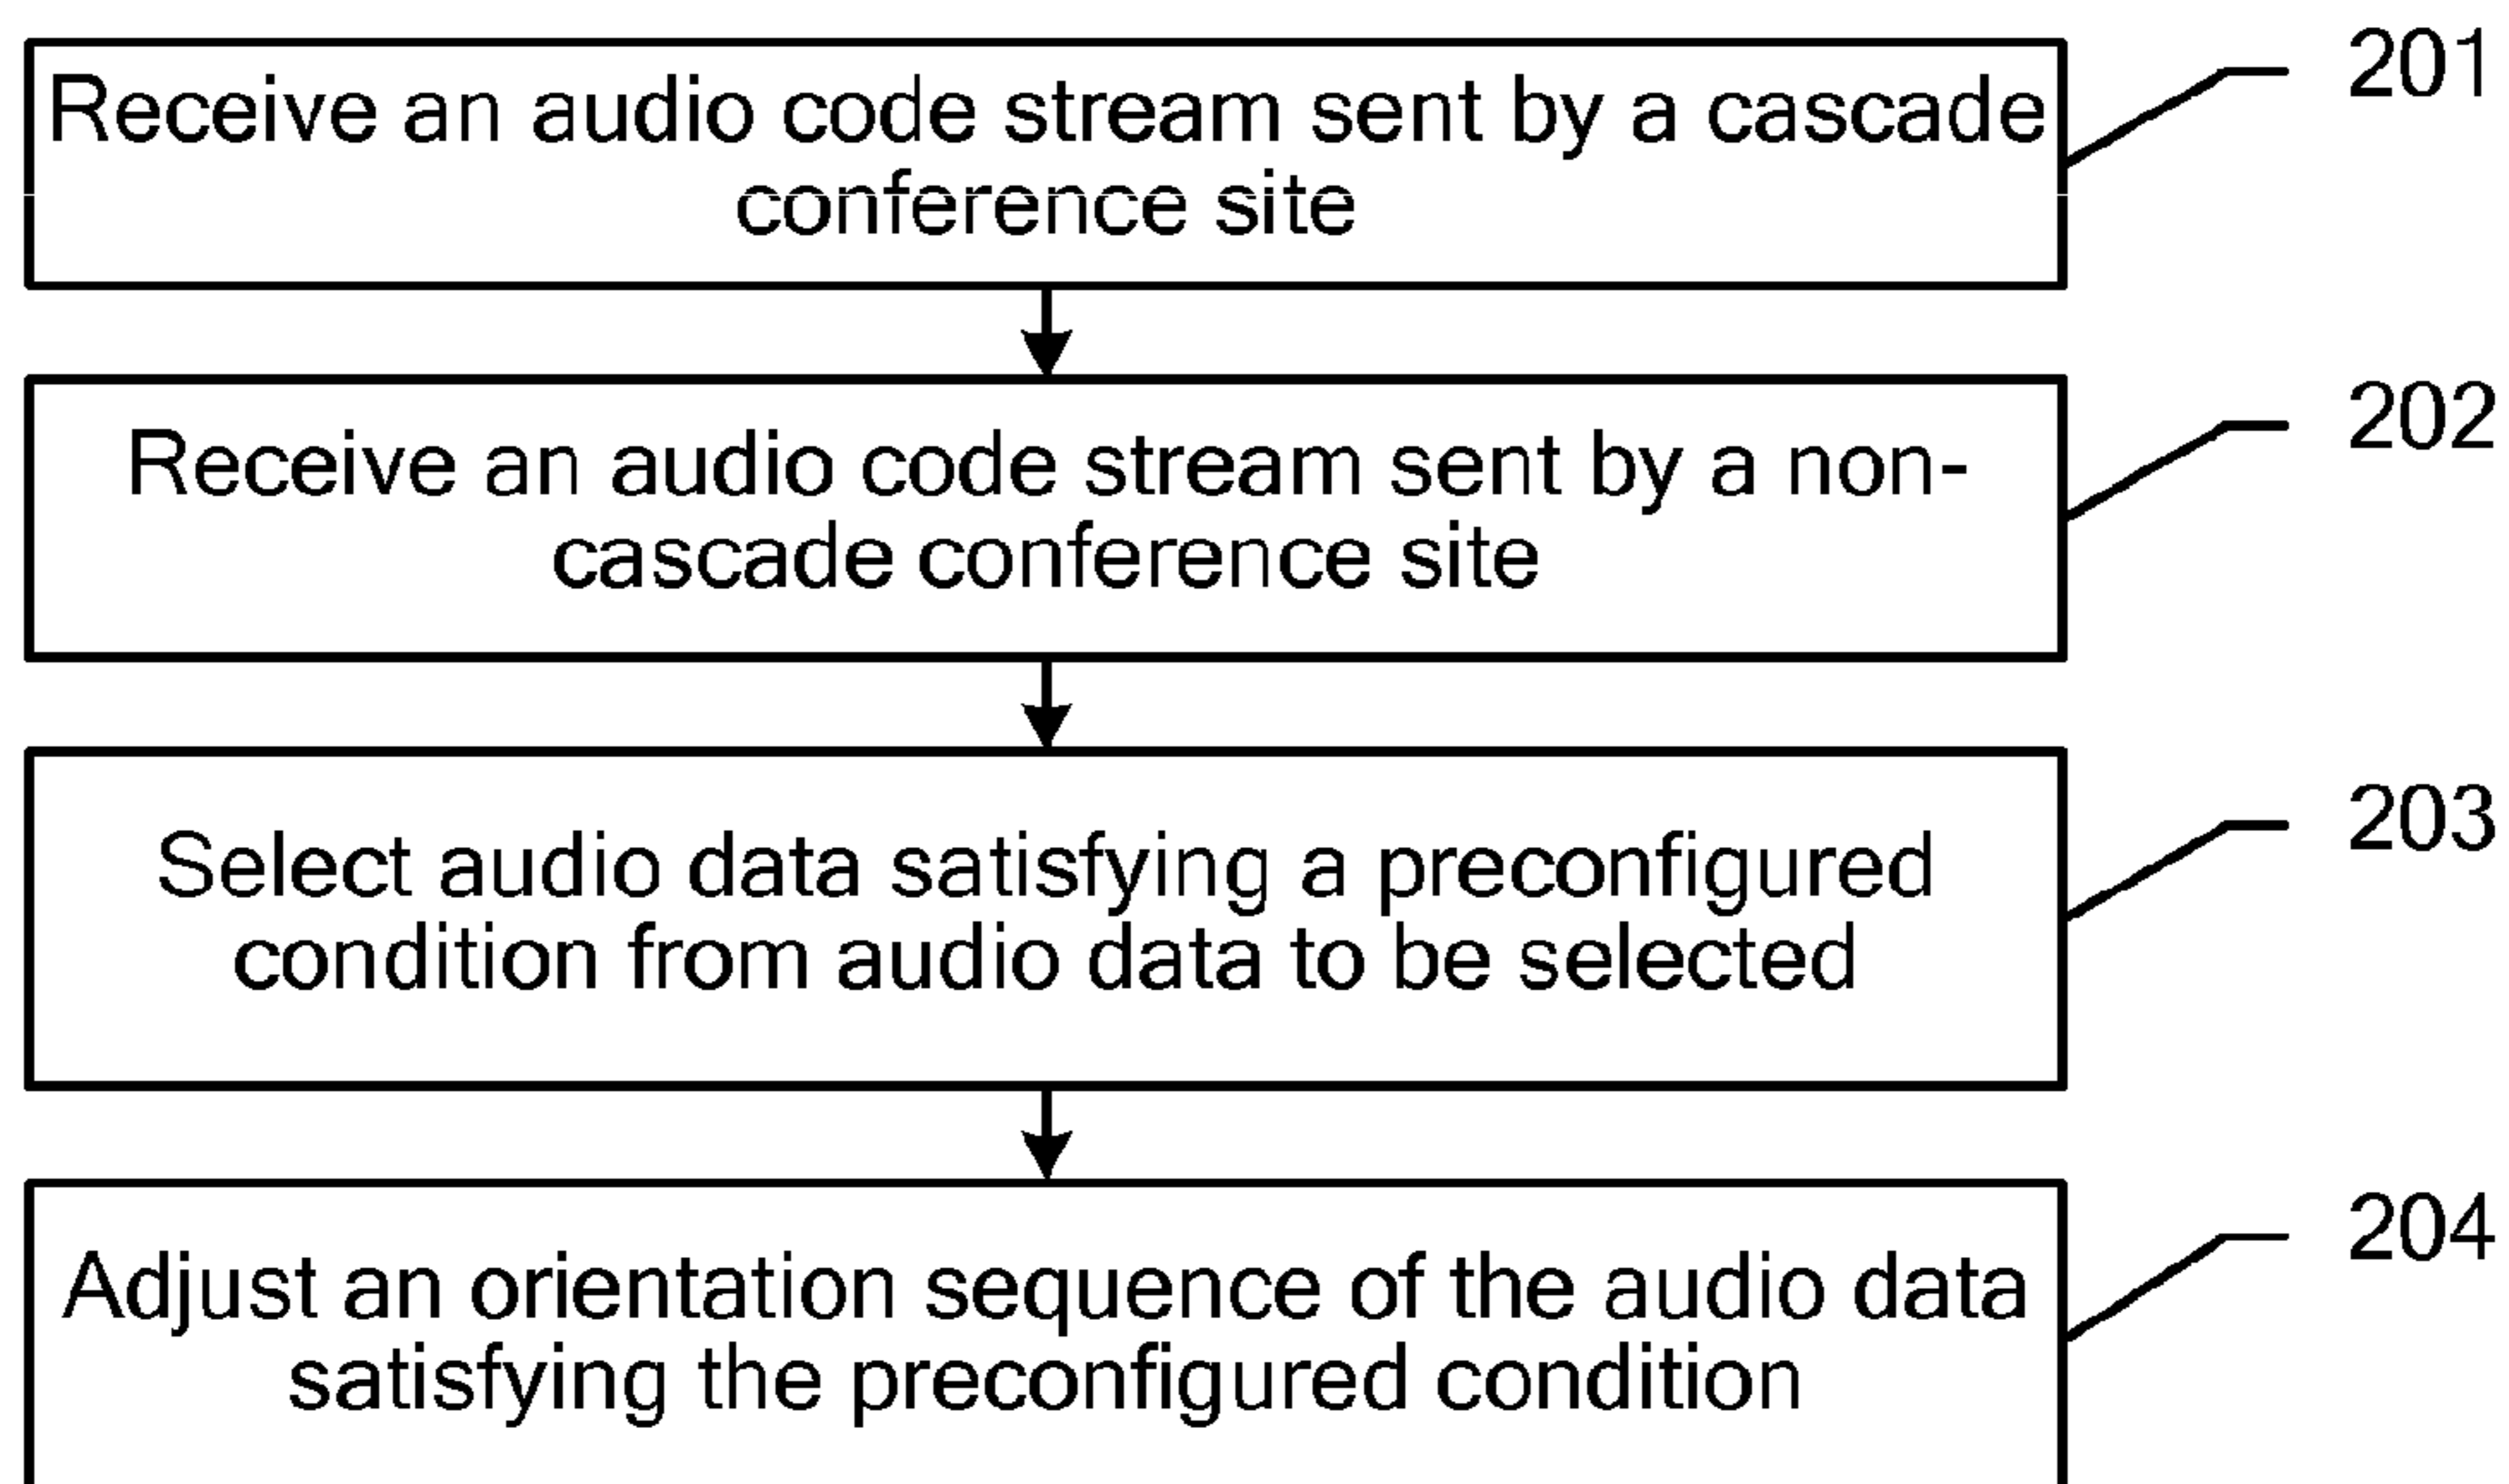 Receive an audio code stream sent by a cascade
conference site
201
Receive an audio code stream sent by a non-
cascade conference site
202
Select audio data satisfying a preconfigured
condition from audio data to be selected
203
Adjust an orientation sequence of the audio data
satisfying the preconfigured condition
204